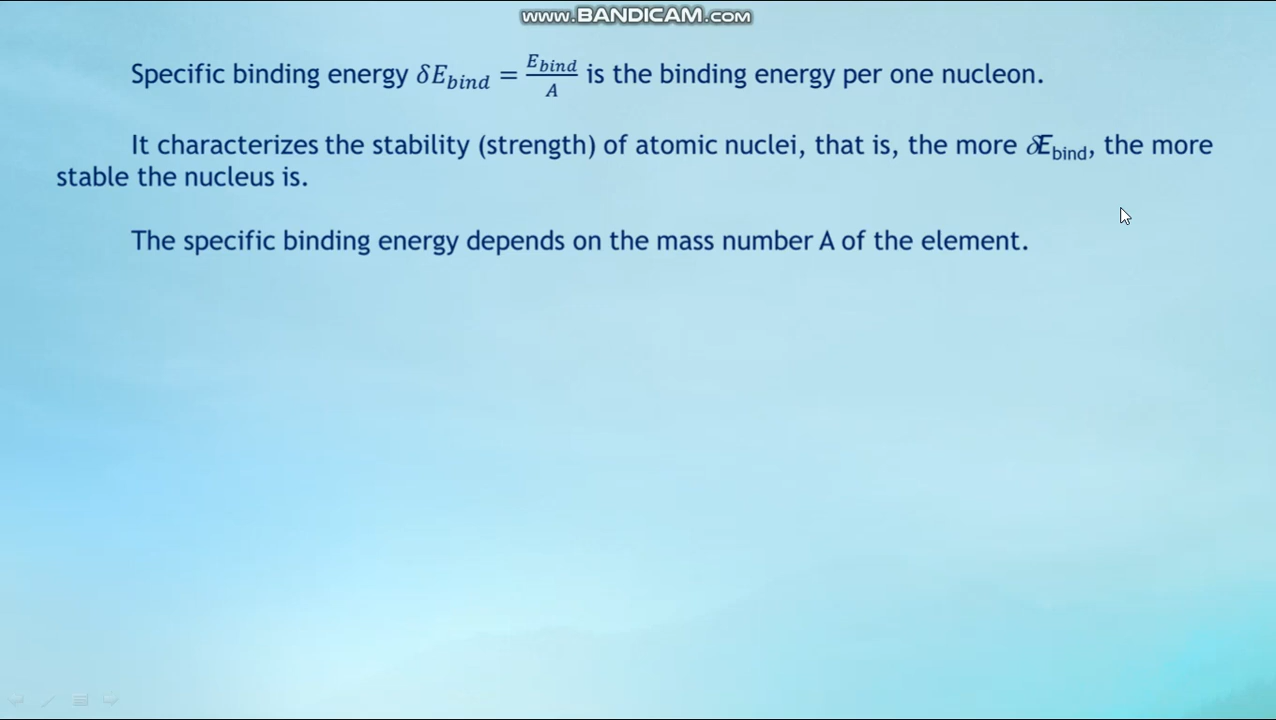 www.BANDICAM.com
Specific binding energy δE_bind = E_bind/A is the binding energy per one nucleon.
It characterizes the stability (strength) of atomic nuclei, that is, the more δE_bind, the more
stable the nucleus is.
The specific binding energy depends on the mass number A of the element.